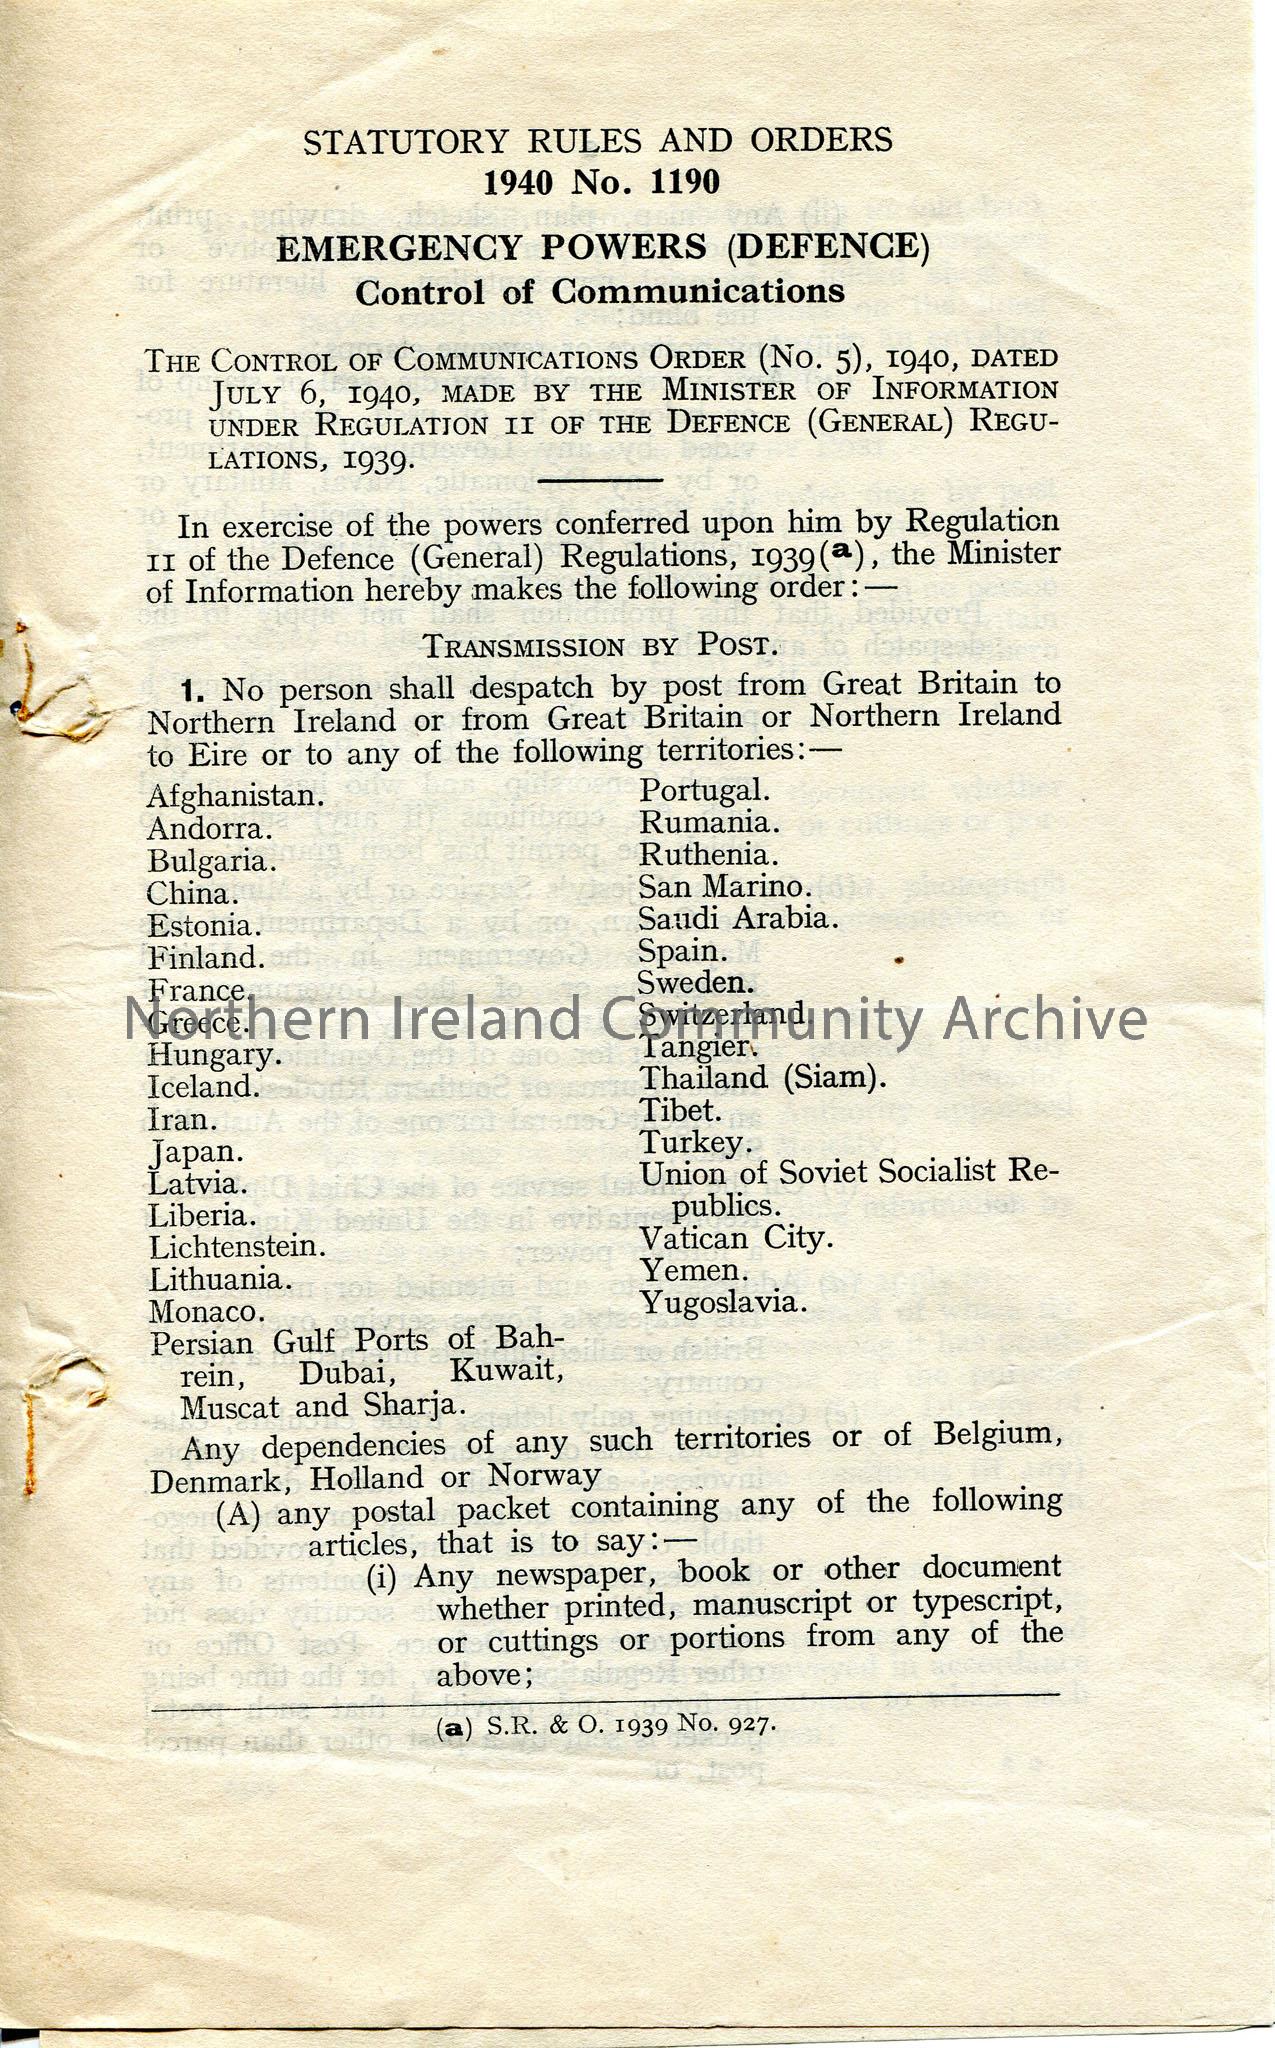 STATUTORY RULES AND ORDERS
1940 No. 1190
EMERGENCY POWERS (DEFENCE)
Control of Communications
THE CONTROL OF COMMUNICATIONS ORDER (NO. 5), 1940, DATED
JULY 6, 1940, MADE BY THE MINISTER OF INFORMATION
UNDER REGULATION 11 OF THE DEFENCE (GENERAL) REGU-
LATIONS, 1939.
In exercise of the powers conferred upon him by Regulation
11 of the Defence (General) Regulations, 1939(a), the Minister
of Information hereby makes the following order:—
TRANSMISSION BY POST.
1. No person shall despatch by post from Great Britain to
Northern Ireland or from Great Britain or Northern Ireland
to Eire or to any of the following territories:—
Afghanistan.
Andorra.
Bulgaria.
China.
Estonia.
Finland.
France.
Greece.
Hungary.
Iceland.
Iran.
Japan.
Latvia.
Liberia.
Lichtenstein.
Lithuania.
Monaco.
Persian Gulf Ports of Bah-
rein, Dubai, Kuwait,
Muscat and Sharja.
Portugal.
Rumania.
Ruthenia.
San Marino.
Saudi Arabia.
Spain.
Sweden.
Switzerland.
Tangier.
Thailand (Siam).
Tibet.
Turkey.
Union of Soviet Socialist Re-
publics.
Vatican City.
Yemen.
Yugoslavia.
Any dependencies of any such territories or of Belgium,
Denmark, Holland or Norway
(A) any postal packet containing any of the following
articles, that is to say:—
(i) Any newspaper, book or other document
whether printed, manuscript or typescript,
or cuttings or portions from any of the
above;
(a) S.R. & O. 1939 No. 927.
Northern Ireland Community Archive